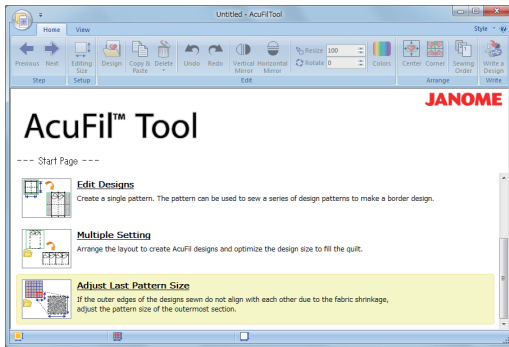 Untitled - AcuFilTool
Home View Style
Previous Next Editing Size Design Copy & Paste Delete Undo Redo Vertical Mirror Horizontal Mirror Resize 100 Rotate 0 Colors Center Corner Sewing Order Write a Design
Step Setup Edit Arrange Write
JANOME
AcuFil™ Tool
--- Start Page ---
Edit Designs
Create a single pattern. The pattern can be used to sew a series of design patterns to make a border design.
Multiple Setting
Arrange the layout to create AcuFil designs and optimize the design size to fill the quilt.
Adjust Last Pattern Size
If the outer edges of the designs sewn do not align with each other due to the fabric shrinkage,
adjust the pattern size of the outermost section.